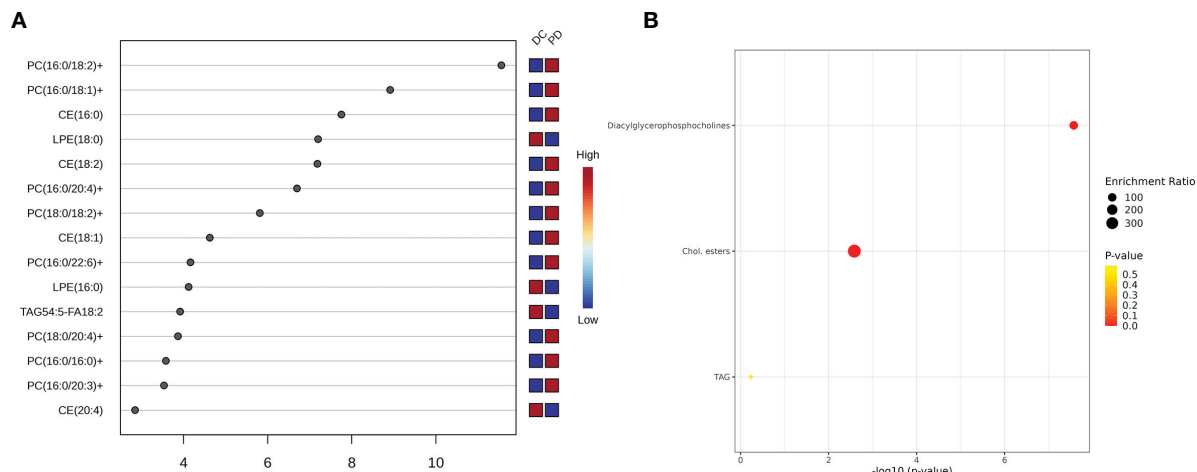 A
DC PD
PC(16:0/18:2)+
PC(16:0/18:1)+
CE(16:0)
LPE(18:0)
CE(18:2)
PC(16:0/20:4)+
PC(18:0/18:2)+
CE(18:1)
PC(16:0/22:6)+
LPE(16:0)
TAG54:5-FA18:2
PC(18:0/20:4)+
PC(16:0/16:0)+
PC(16:0/20:3)+
CE(20:4)
4 6 8 10
High
Low
B
Diacylglycerophosphocholines
Chol. esters
TAG
0 2 4 6
-log10 (p-value)
Enrichment Ratio
100
200
300
P-value
0.5
0.4
0.3
0.2
0.1
0.0